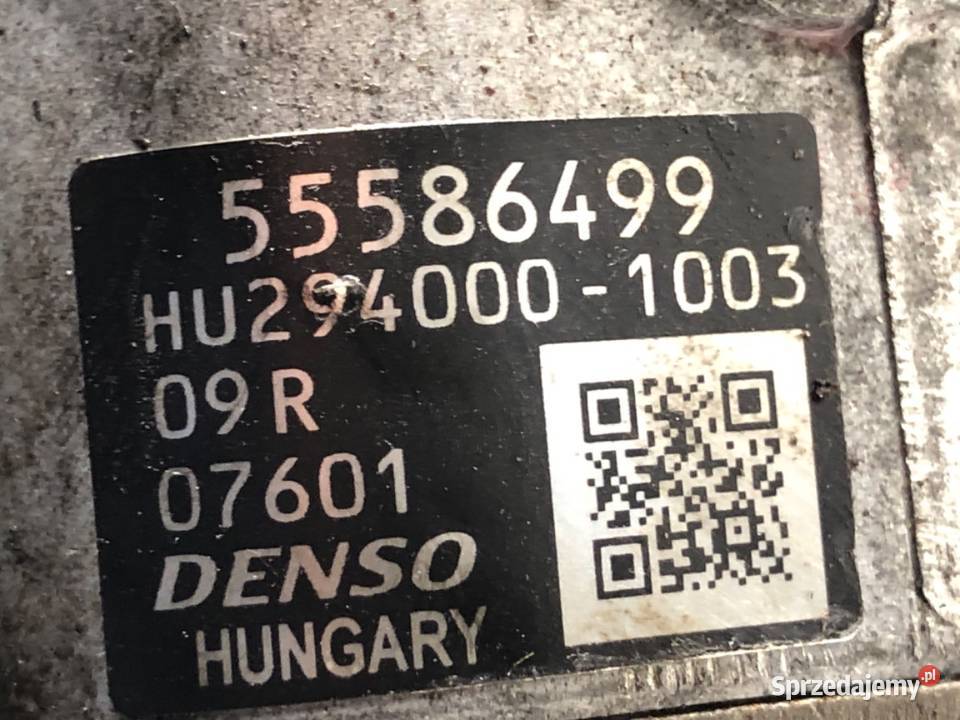 55586499
HU294000-1003
09R
07601
DENSO
HUNGARY
Sprzedajemy.pl